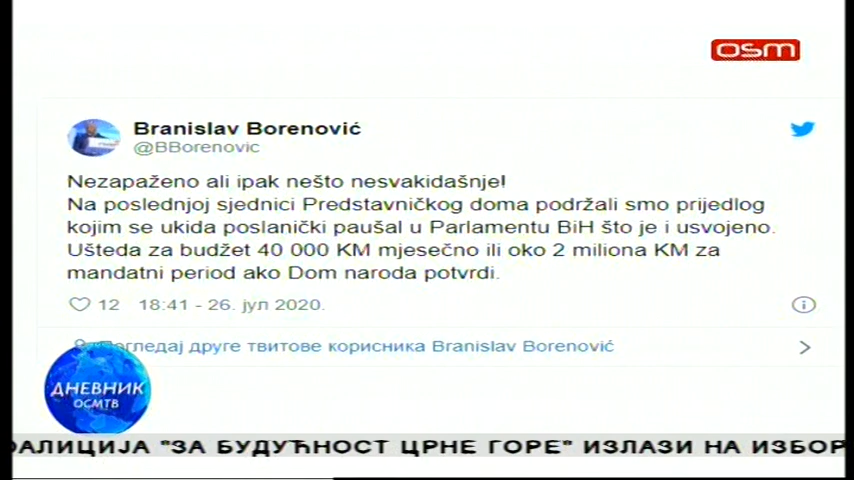 osm
Branislav Borenović
@BBorenovic
Nezapaženo ali ipak nešto nesvakidašnje!
Na poslednjoj sjednici Predstavničkog doma podržali smo prijedlog
kojim se ukida poslanički paušal u Parlamentu BiH što je i usvojeno.
Ušteda za budžet 40 000 KM mjesečno ili oko 2 miliona KM za
mandatni period ako Dom naroda potvrdi.
12 18:41 - 26. јул 2020.
другe твитове корисника Branislav Borenović
ДНЕВНИК
ОСМТВ
ОАЛИЦИЈА "ЗА БУДУЋНОСТ ЦРНЕ ГОРЕ" ИЗЛАЗИ НА ИЗБОР